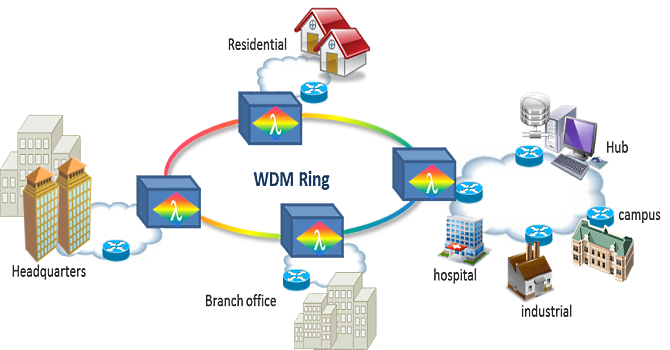 Residential
λ
Hub
WDM Ring
λ
λ
campus
λ
Headquarters
hospital
Branch office
industrial